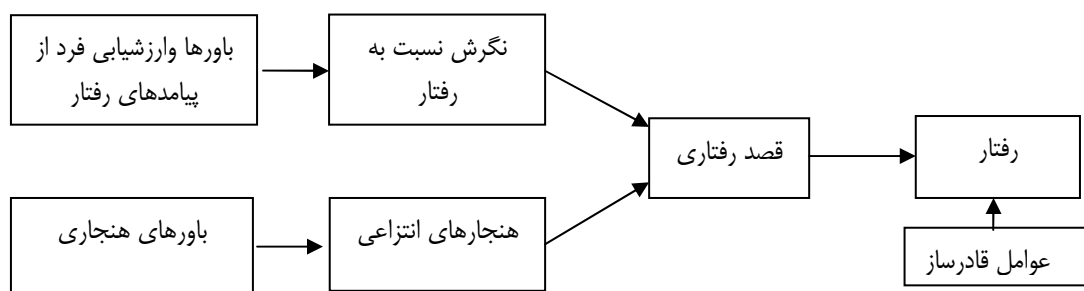 باورها وارزشیابی فرد از
پیامدهای رفتار
نگرش نسبت به
رفتار
قصد رفتاری
رفتار
باورهای هنجاری
هنجارهای انتزاعی
عوامل قادرساز